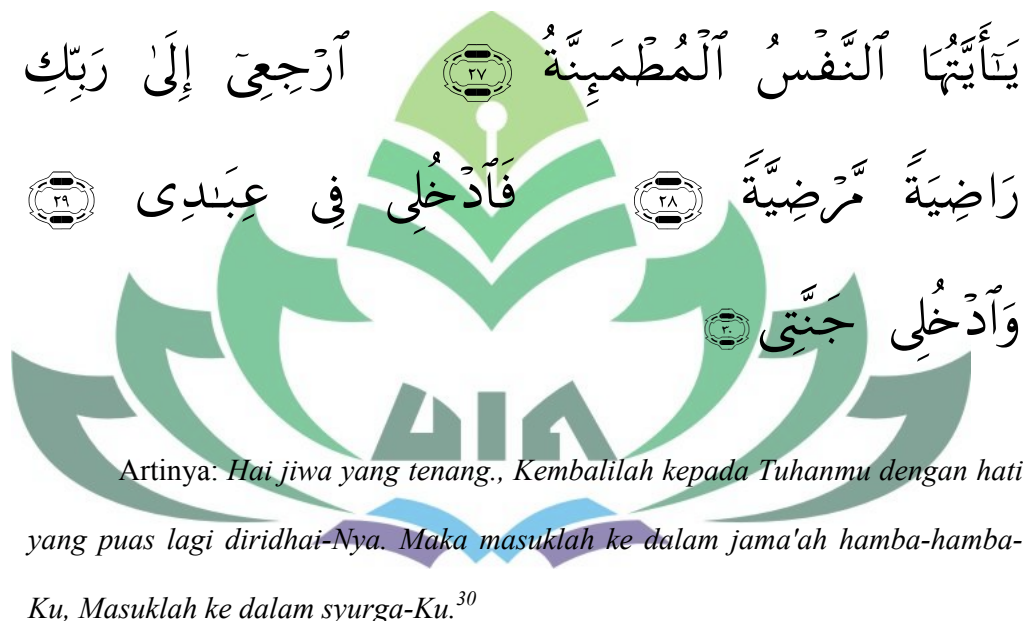 يَـٰٓأَيَّتُهَا ٱلنَّفْسُ ٱلْمُطْمَئِنَّةُ ٢٧ ٱرْجِعِىٓ إِلَىٰ رَبِّكِ
رَاضِيَةً مَّرْضِيَّةً ٢٨ فَٱدْخُلِى فِى عِبَـٰدِى ٢٩
وَٱدْخُلِى جَنَّتِى ٣٠
UIN
Artinya: Hai jiwa yang tenang., Kembalilah kepada Tuhanmu dengan hati
yang puas lagi diridhai-Nya. Maka masuklah ke dalam jama'ah hamba-hamba-
Ku, Masuklah ke dalam syurga-Ku.30